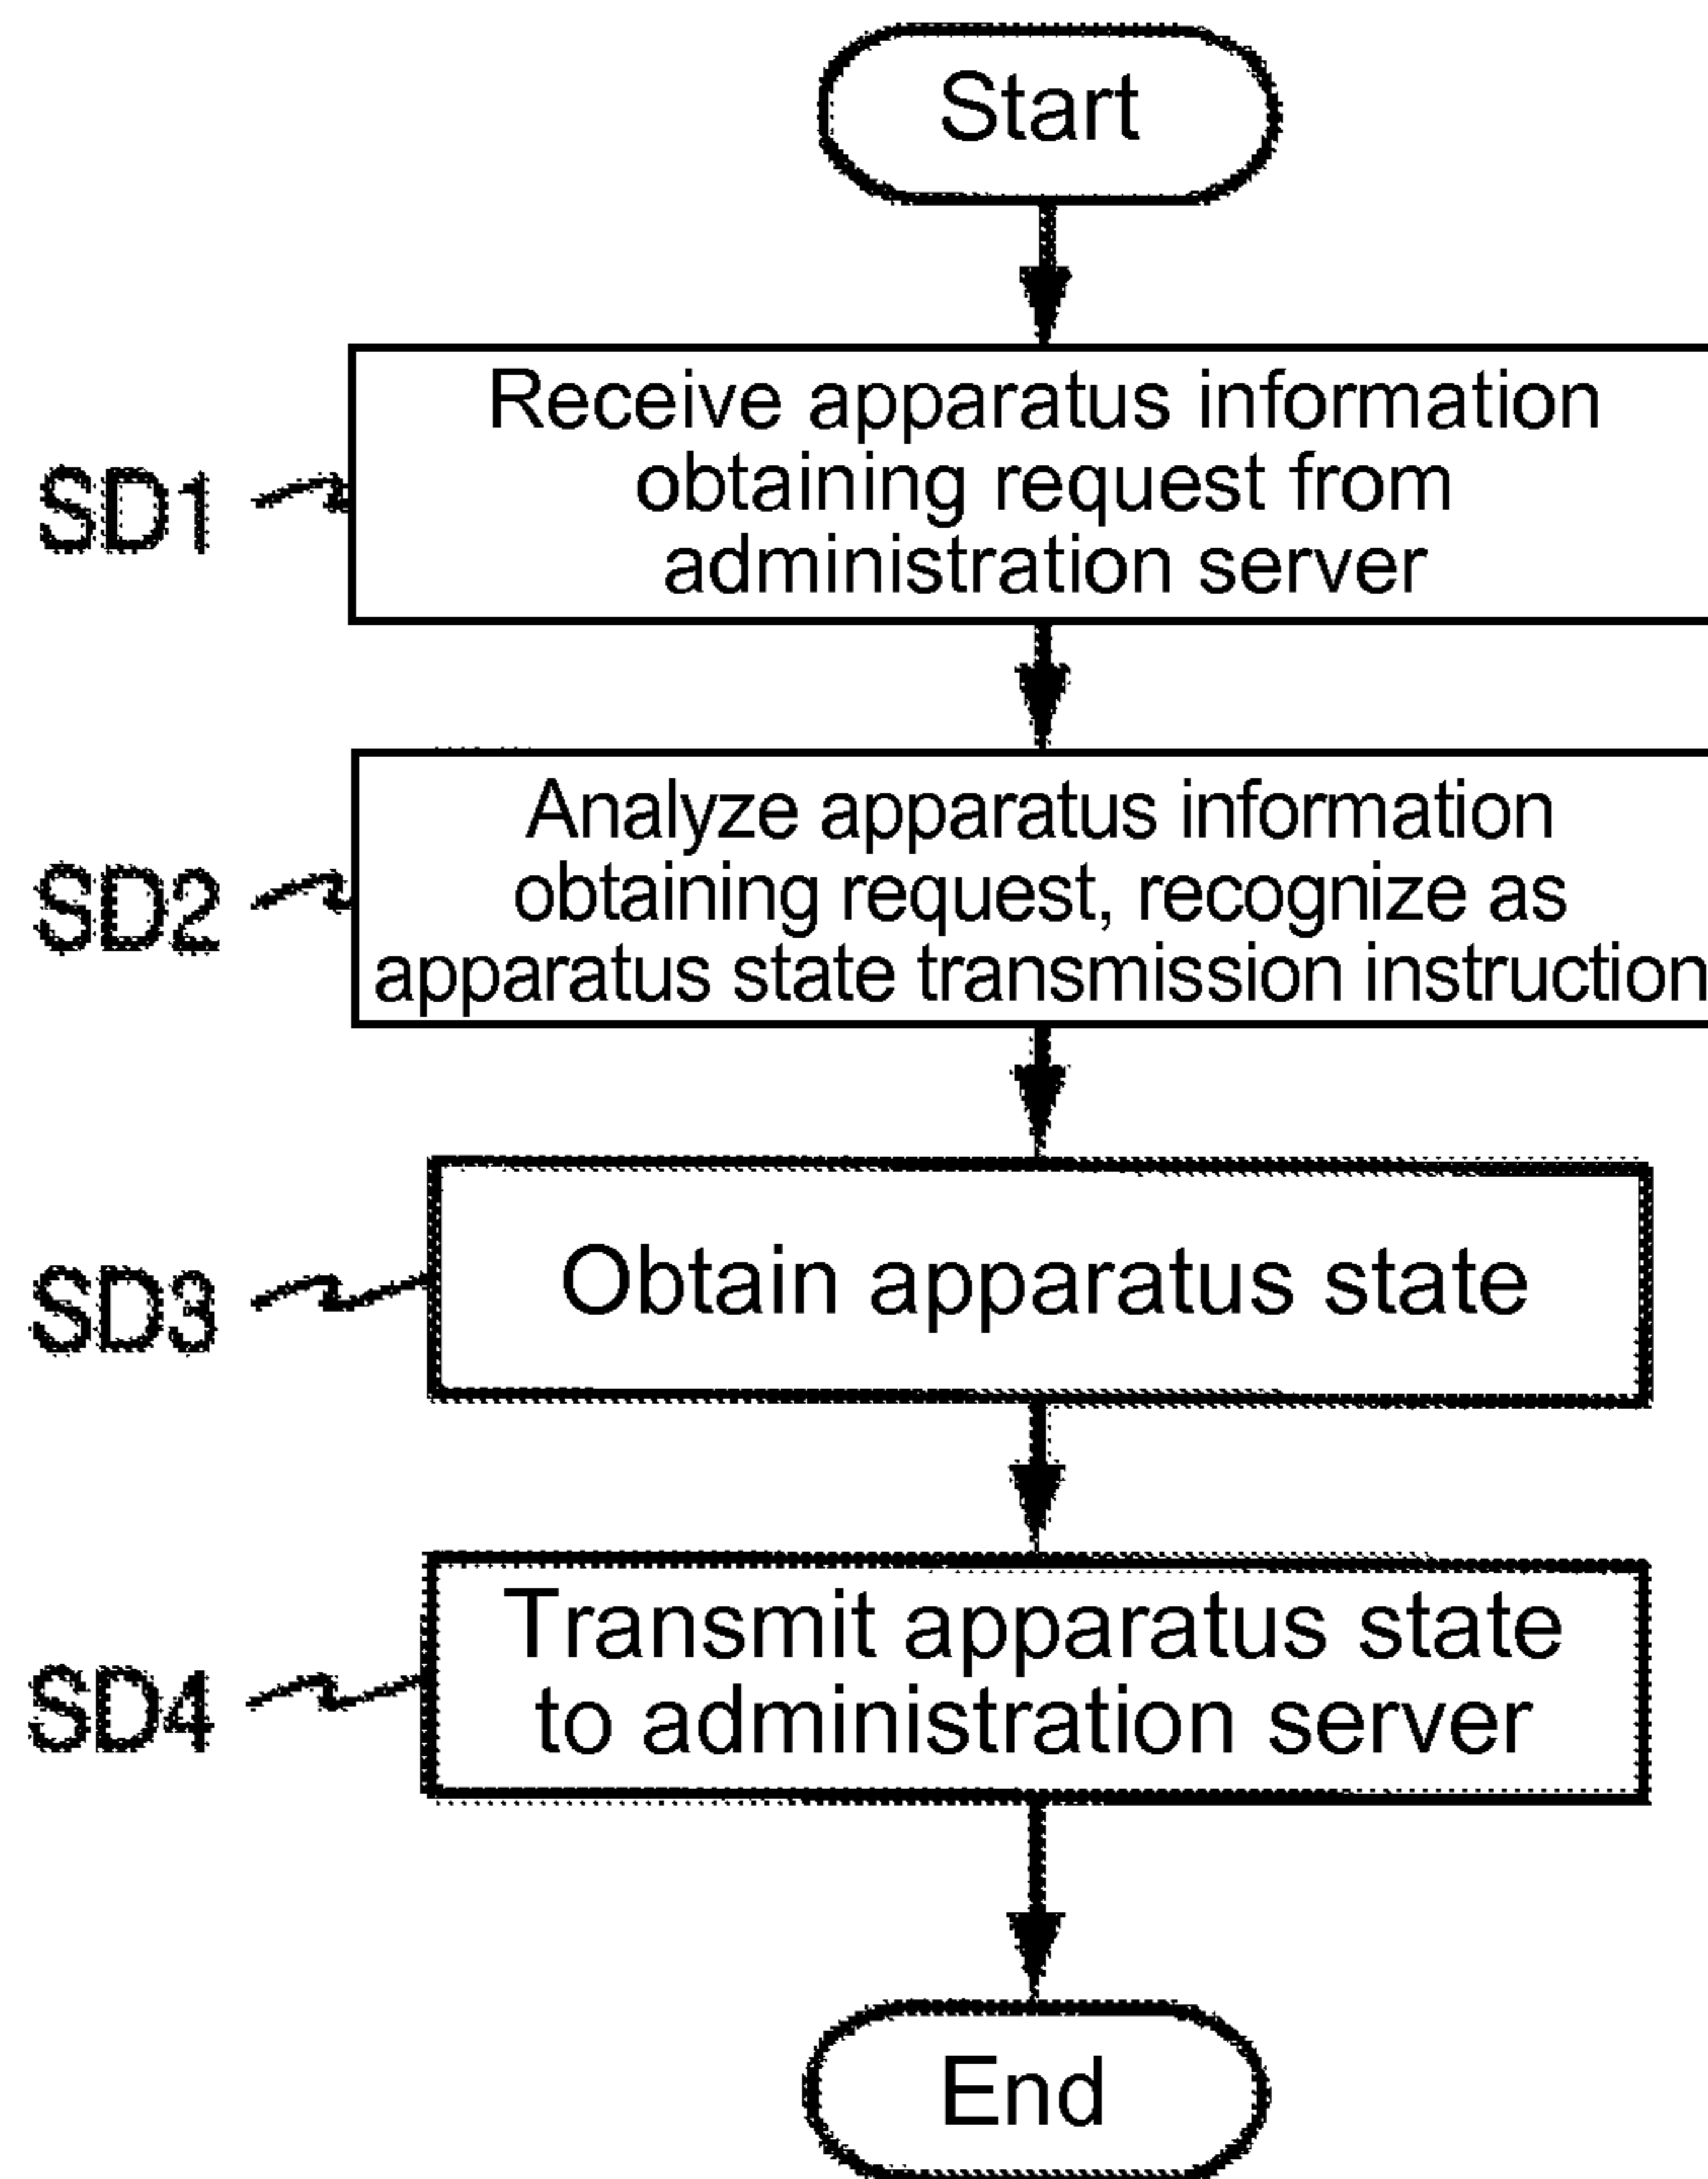 Start
SD1
Receive apparatus information
obtaining request from
administration server
SD2
Analyze apparatus information
obtaining request, recognize as
apparatus state transmission instruction
SD3
Obtain apparatus state
SD4
Transmit apparatus state
to administration server
End